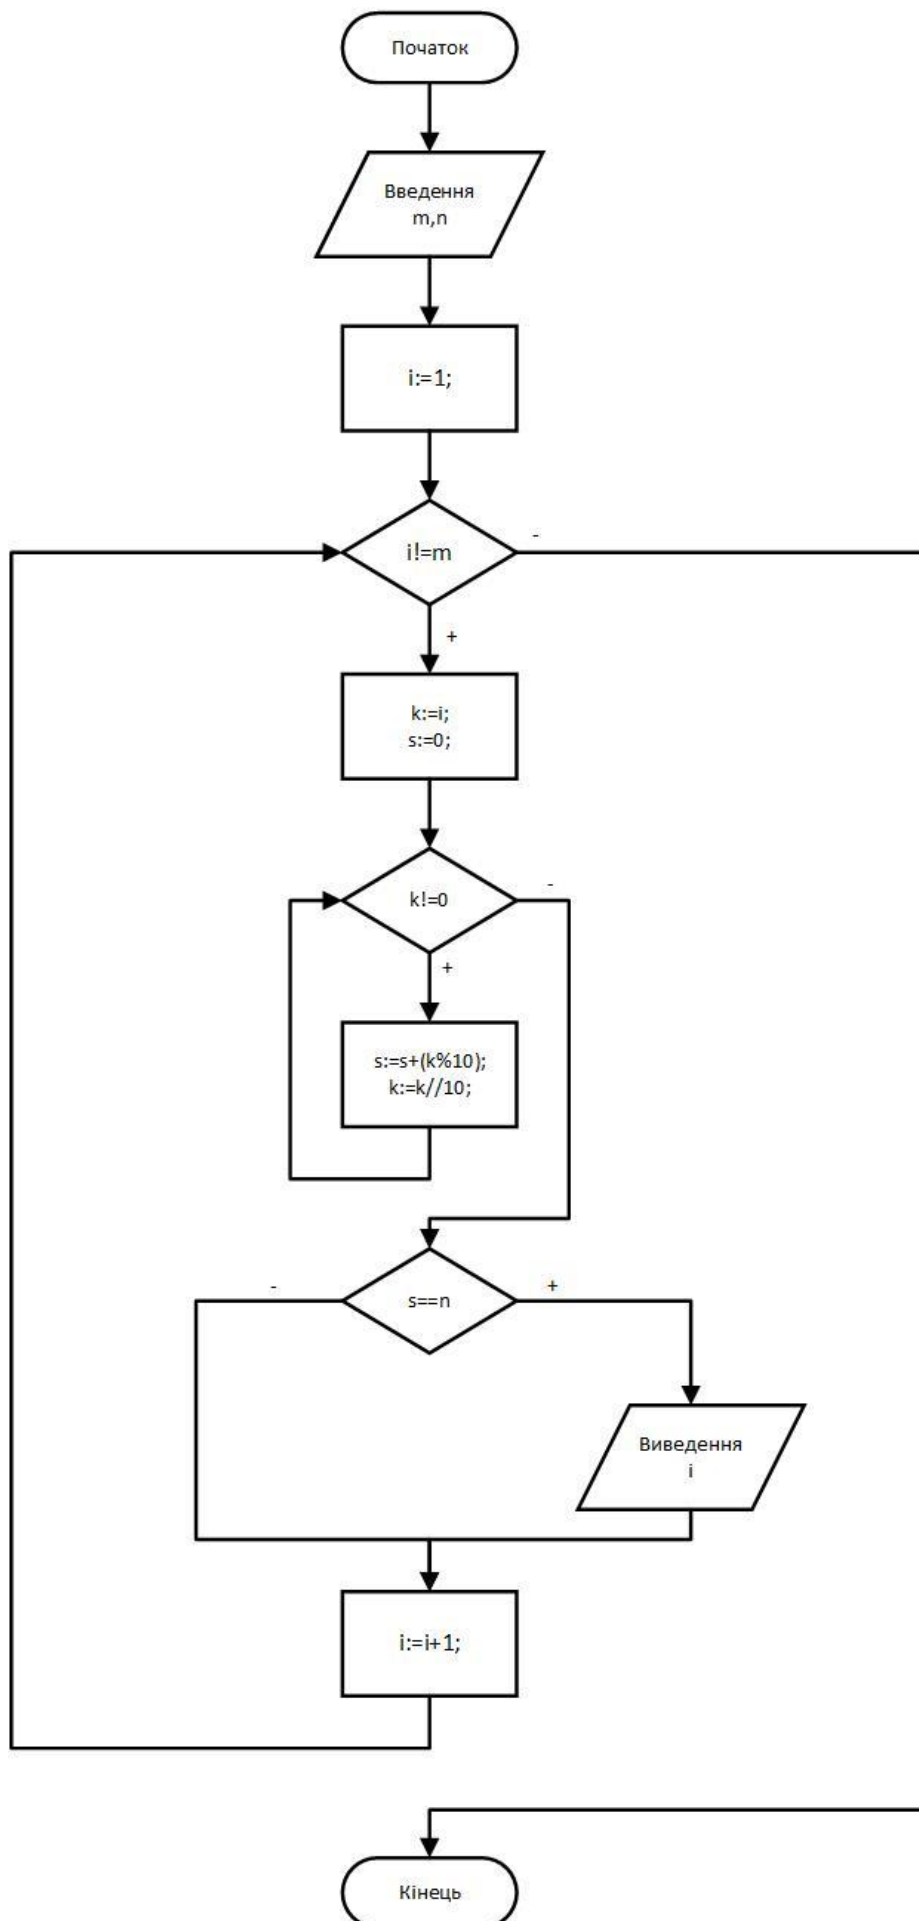 Початок
Введення
m,n
i:=1;
i!=m
-
+
k:=i;
s:=0;
k!=0
-
+
s:=s+(k%10);
k:=k//10;
-
s==n
+
Виведення
i
i:=i+1;
Кінець